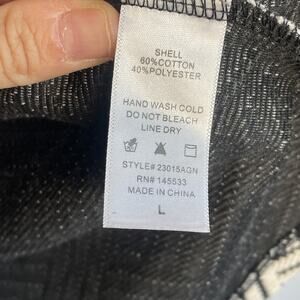 SHELL
60%COTTON
40%POLYESTER
HAND WASH COLD
DO NOT BLEACH
LINE DRY
STYLE# 23015AGN
RN# 145533
MADE IN CHINA
L